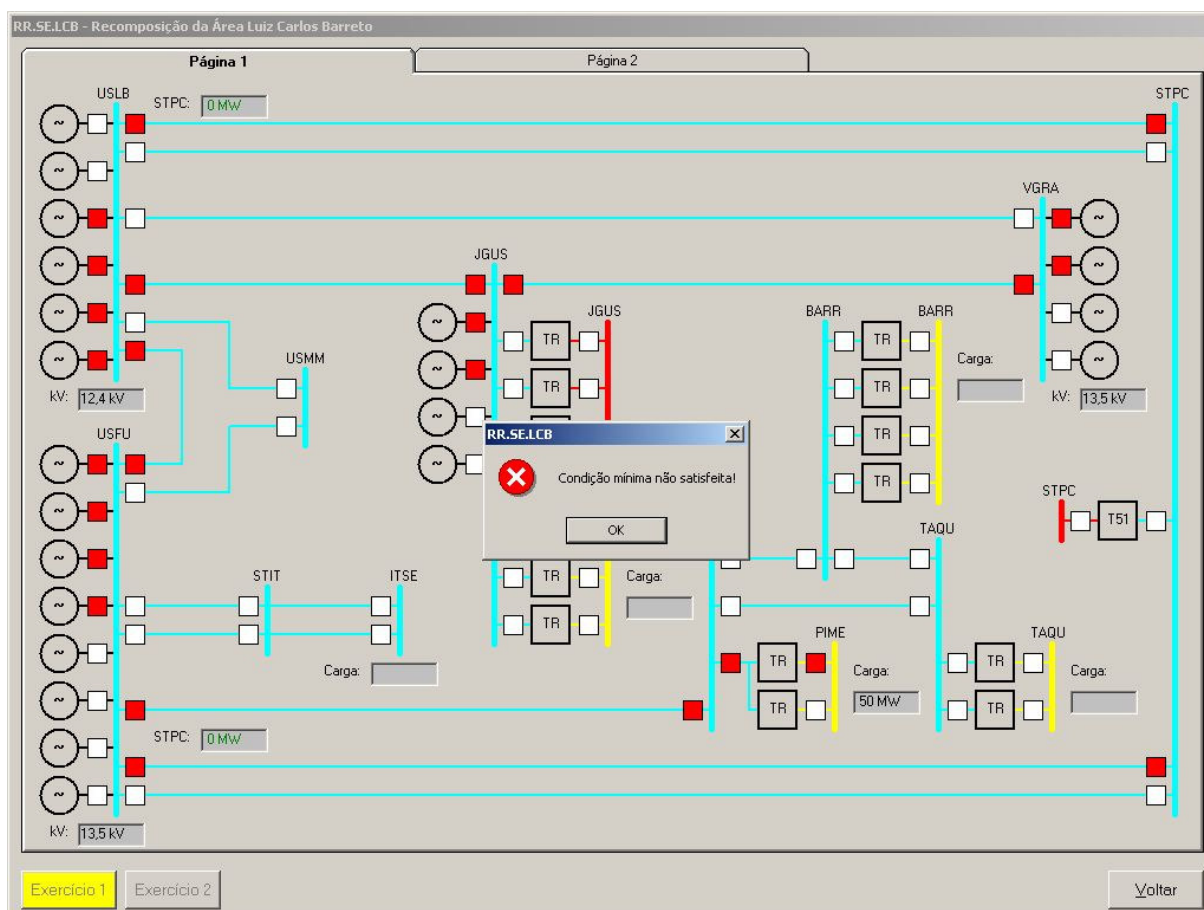 RR.SE.LCB - Recomposição da Área Luiz Carlos Barreto
Página 1
Página 2
USLB
STPC: 0 MW
STPC
VGRA
JGUS
JGUS
BARR
BARR
TR
TR
Carga:
USMM
TR
TR
kV: 12,4 kV
kV: 13,5 kV
USFU
TR
RR.SE.LCB
Condição mínima não satisfeita!
OK
TR
STPC
T51
TAQU
STIT
ITSE
TR
Carga:
TR
PIME
TAQU
Carga:
TR
Carga:
TR
Carga:
TR
50 MW
TR
STPC: 0 MW
kV: 13,5 kV
Exercício 1
Exercício 2
Voltar